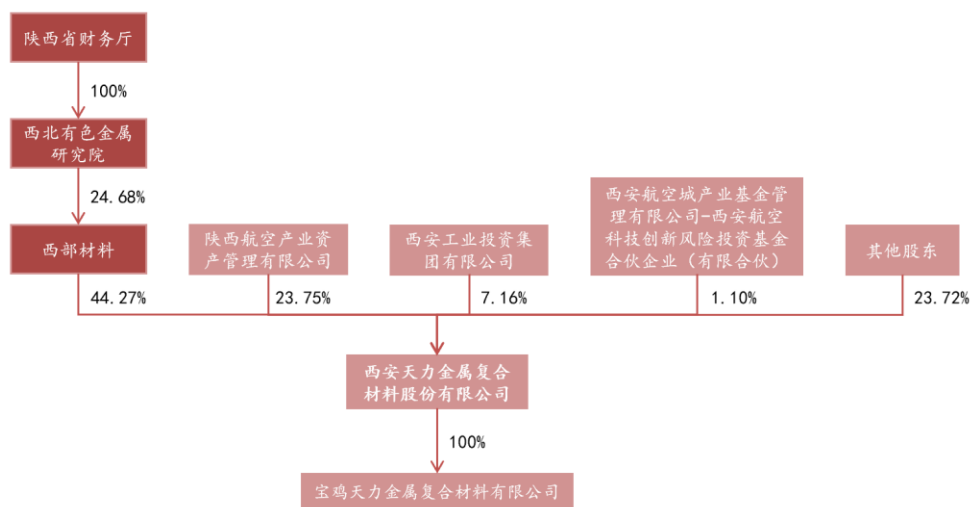 陕西省财务厅
100%
西北有色金属
研究院
24.68%
西部材料
陕西航空产业资
产管理有限公司
西安工业投资集
团有限公司
西安航空城产业基金管
理有限公司-西安航空
科技创新风险投资基金
合伙企业（有限合伙）
其他股东
44.27%
23.75%
7.16%
1.10%
23.72%
西安天力金属复合
材料股份有限公司
100%
宝鸡天力金属复合材料有限公司